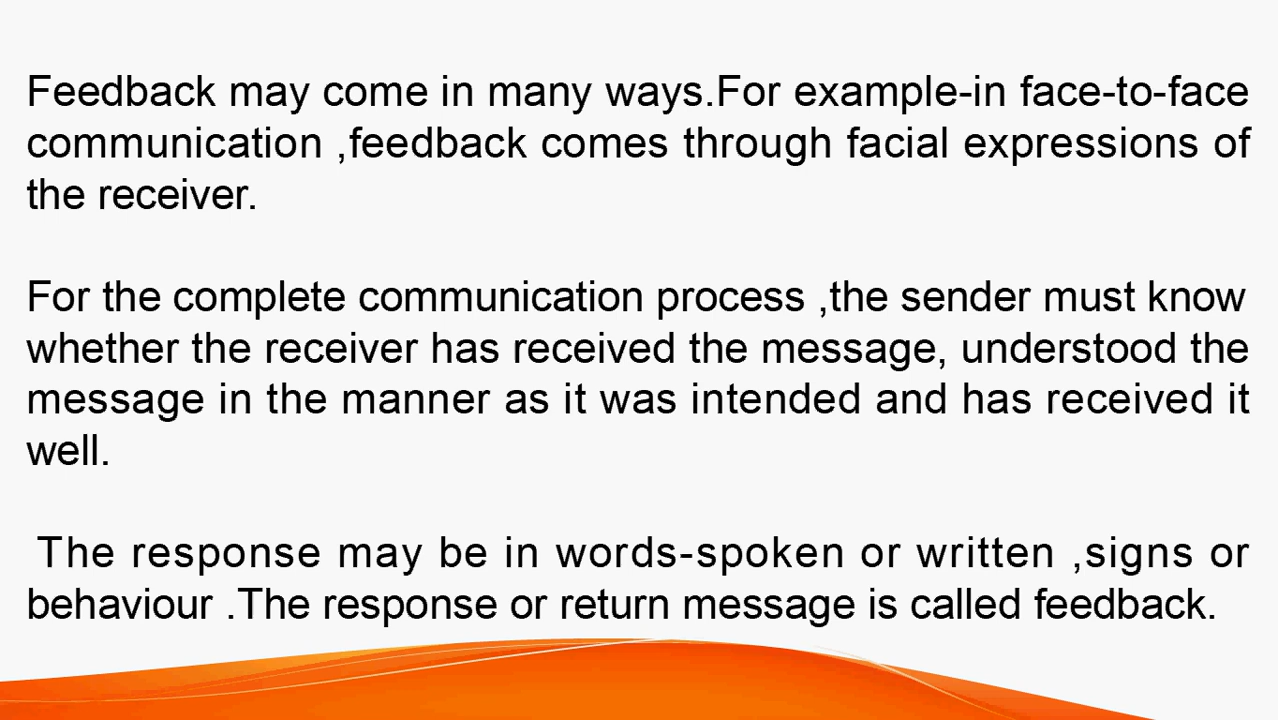 Feedback may come in many ways.For example-in face-to-face
communication ,feedback comes through facial expressions of
the receiver.
For the complete communication process ,the sender must know
whether the receiver has received the message, understood the
message in the manner as it was intended and has received it
well.
The response may be in words-spoken or written ,signs or
behaviour .The response or return message is called feedback.